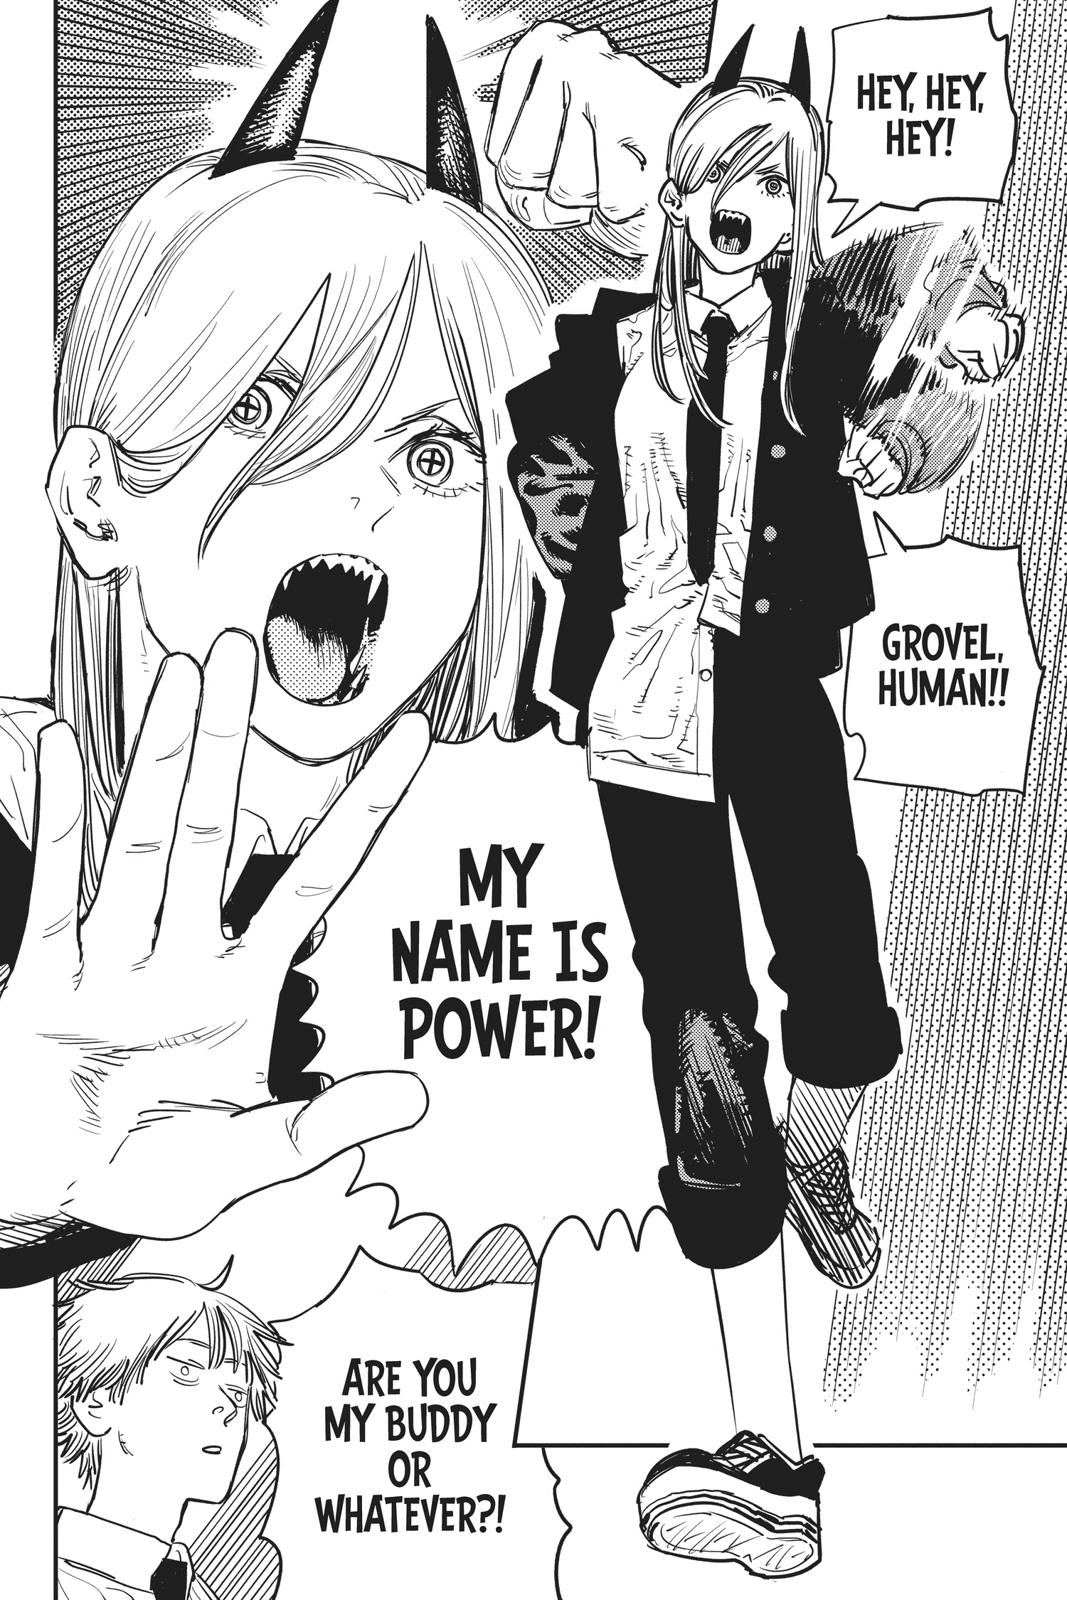 HEY, HEY,
HEY!
GROVEL,
HUMAN!!
MY
NAME IS
POWER!
ARE YOU
MY BUDDY
OR
WHATEVER?!